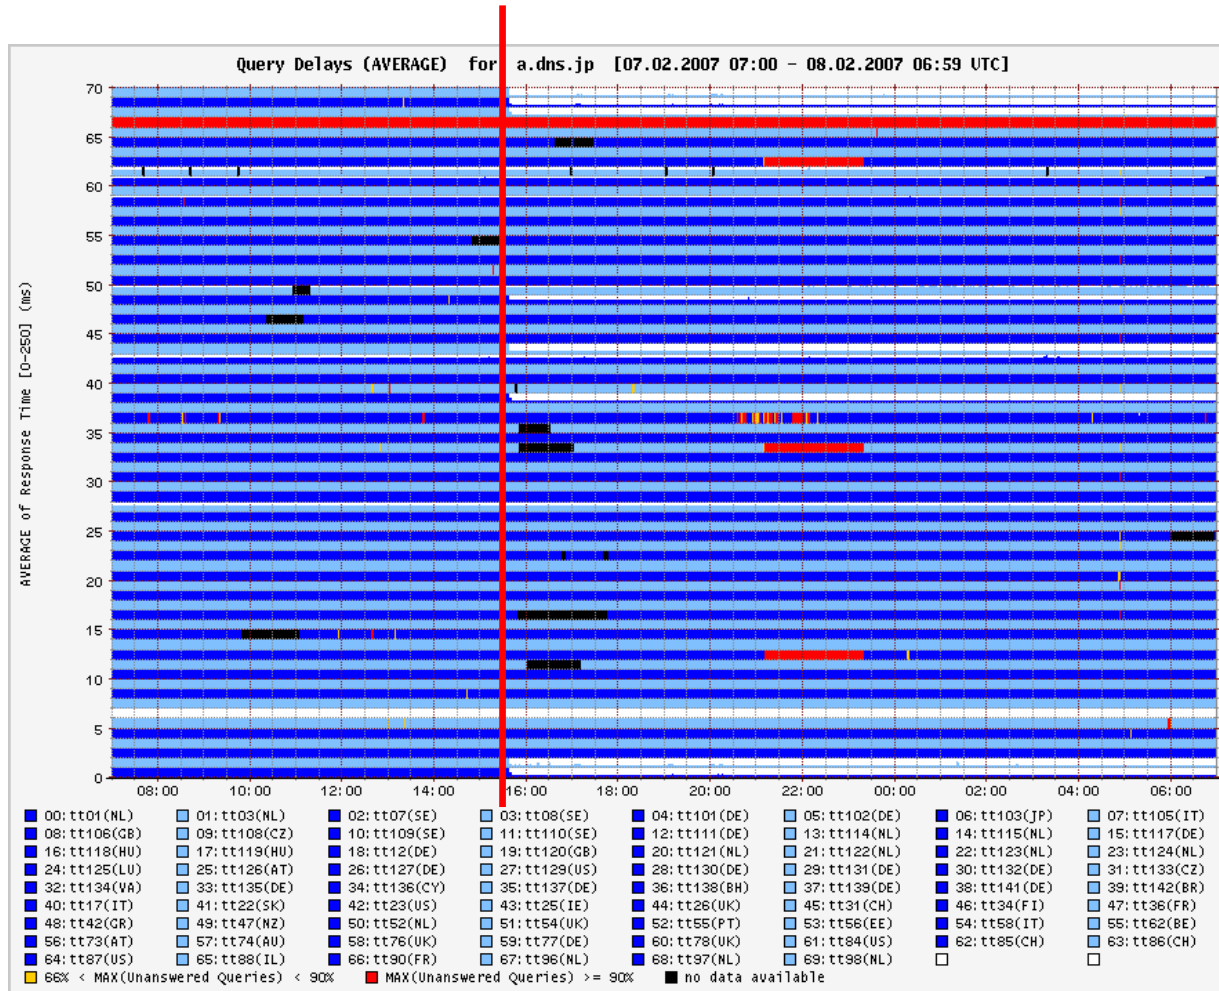 Query Delays (AVERAGE) for a.dns.jp [07.02.2007 07:00 - 08.02.2007 06:59 UTC]
AVERAGE of Response Time [0-250] (ms)
70
65
60
55
50
45
40
35
30
25
20
15
10
5
0
08:00 10:00 12:00 14:00 16:00 18:00 20:00 22:00 00:00 02:00 04:00 06:00
00:tt01(NL) 01:tt03(NL) 02:tt07(SE) 03:tt08(SE) 04:tt101(DE) 05:tt102(DE) 06:tt103(JP) 07:tt105(IT)
08:tt106(GB) 09:tt108(CZ) 10:tt109(SE) 11:tt110(SE) 12:tt111(DE) 13:tt114(NL) 14:tt115(NL) 15:tt117(DE)
16:tt118(HU) 17:tt119(HU) 18:tt12(DE) 19:tt120(GB) 20:tt121(NL) 21:tt122(NL) 22:tt123(NL) 23:tt124(NL)
24:tt125(LU) 25:tt126(AT) 26:tt127(DE) 27:tt129(US) 28:tt130(DE) 29:tt131(DE) 30:tt132(DE) 31:tt133(CZ)
32:tt134(VA) 33:tt135(DE) 34:tt136(CY) 35:tt137(DE) 36:tt138(BH) 37:tt139(DE) 38:tt141(DE) 39:tt142(BR)
40:tt17(IT) 41:tt22(SK) 42:tt23(US) 43:tt25(IE) 44:tt26(UK) 45:tt31(CH) 46:tt34(FI) 47:tt36(FR)
48:tt42(GR) 49:tt47(NZ) 50:tt52(NL) 51:tt54(UK) 52:tt55(PT) 53:tt56(EE) 54:tt58(IT) 55:tt62(BE)
56:tt73(AT) 57:tt74(AU) 58:tt76(UK) 59:tt77(DE) 60:tt78(UK) 61:tt84(US) 62:tt85(CH) 63:tt86(CH)
64:tt87(US) 65:tt88(IL) 66:tt90(FR) 67:tt96(NL) 68:tt97(NL) 69:tt98(NL)
66% < MAX(Unanswered Queries) < 90% MAX(Unanswered Queries) >= 90% no data available